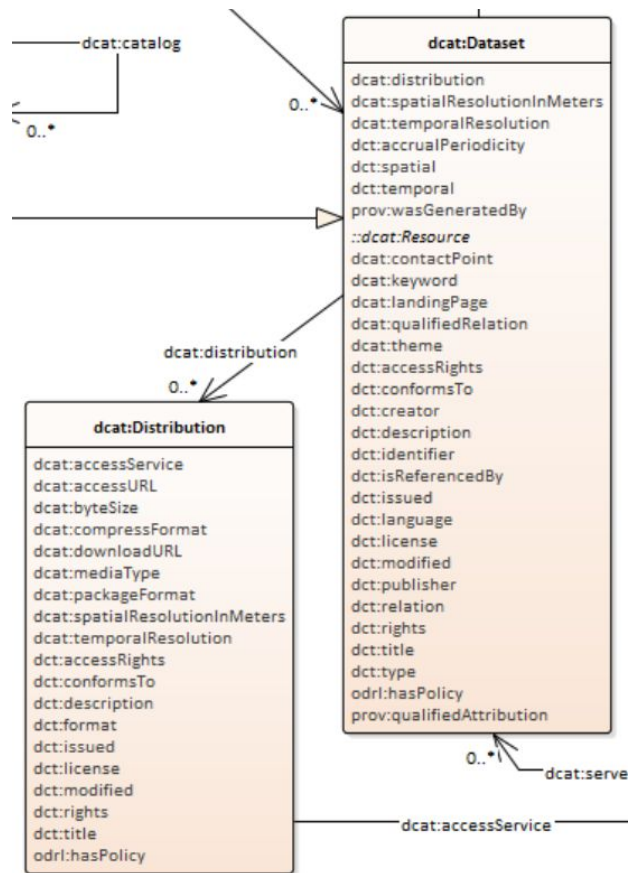 dcat:catalog
0..*
0..*
dcat:Dataset
dcat:distribution
dcat:spatialResolutionInMeters
dcat:temporalResolution
dct:accrualPeriodicity
dct:spatial
dct:temporal
prov:wasGeneratedBy
::dcat:Resource
dcat:contactPoint
dcat:keyword
dcat:landingPage
dcat:qualifiedRelation
dcat:theme
dct:accessRights
dct:conformsTo
dct:creator
dct:description
dct:identifier
dct:isReferencedBy
dct:issued
dct:language
dct:license
dct:modified
dct:publisher
dct:relation
dct:rights
dct:title
dct:type
odrl:hasPolicy
prov:qualifiedAttribution
dcat:distribution
0..*
dcat:Distribution
dcat:accessService
dcat:accessURL
dcat:byteSize
dcat:compressFormat
dcat:downloadURL
dcat:mediaType
dcat:packageFormat
dcat:spatialResolutionInMeters
dcat:temporalResolution
dct:accessRights
dct:conformsTo
dct:description
dct:format
dct:issued
dct:license
dct:modified
dct:rights
dct:title
odrl:hasPolicy
0..*
dcat:serve
dcat:accessService